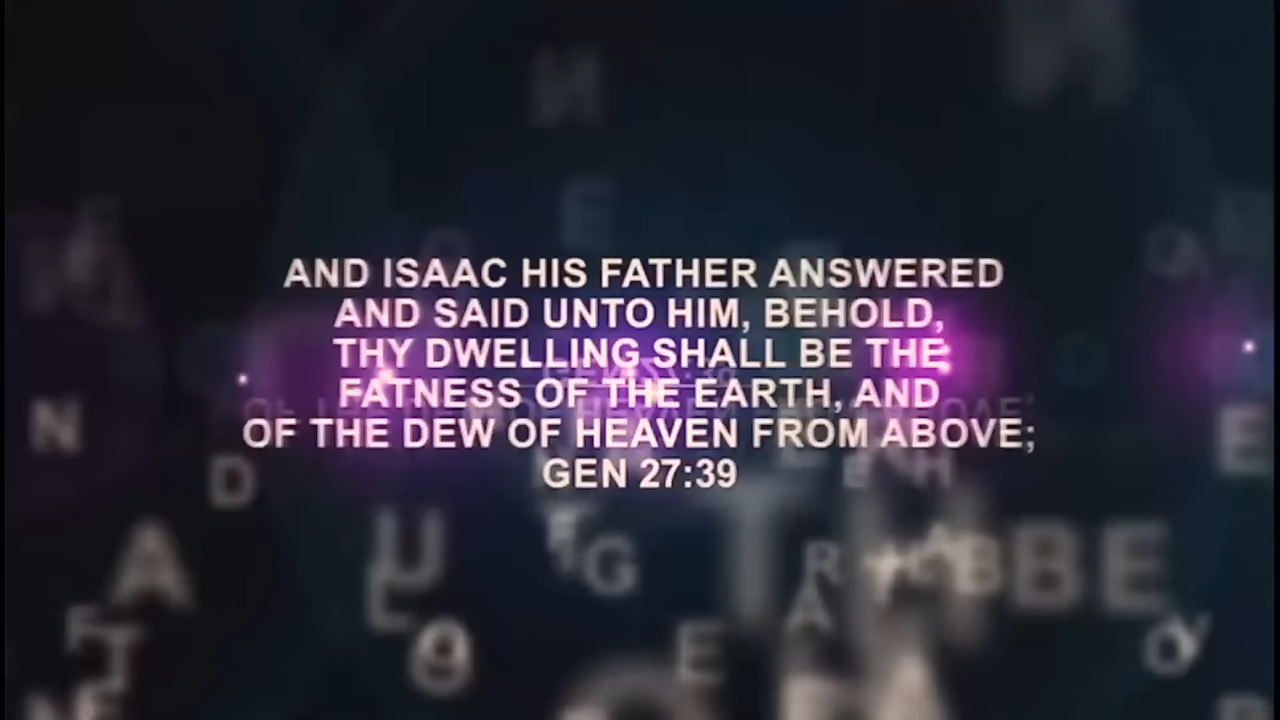 AND ISAAC HIS FATHER ANSWERED
AND SAID UNTO HIM, BEHOLD,
THY DWELLING SHALL BE THE
FATNESS OF THE EARTH, AND
OF THE DEW OF HEAVEN FROM ABOVE;
GEN 27:39